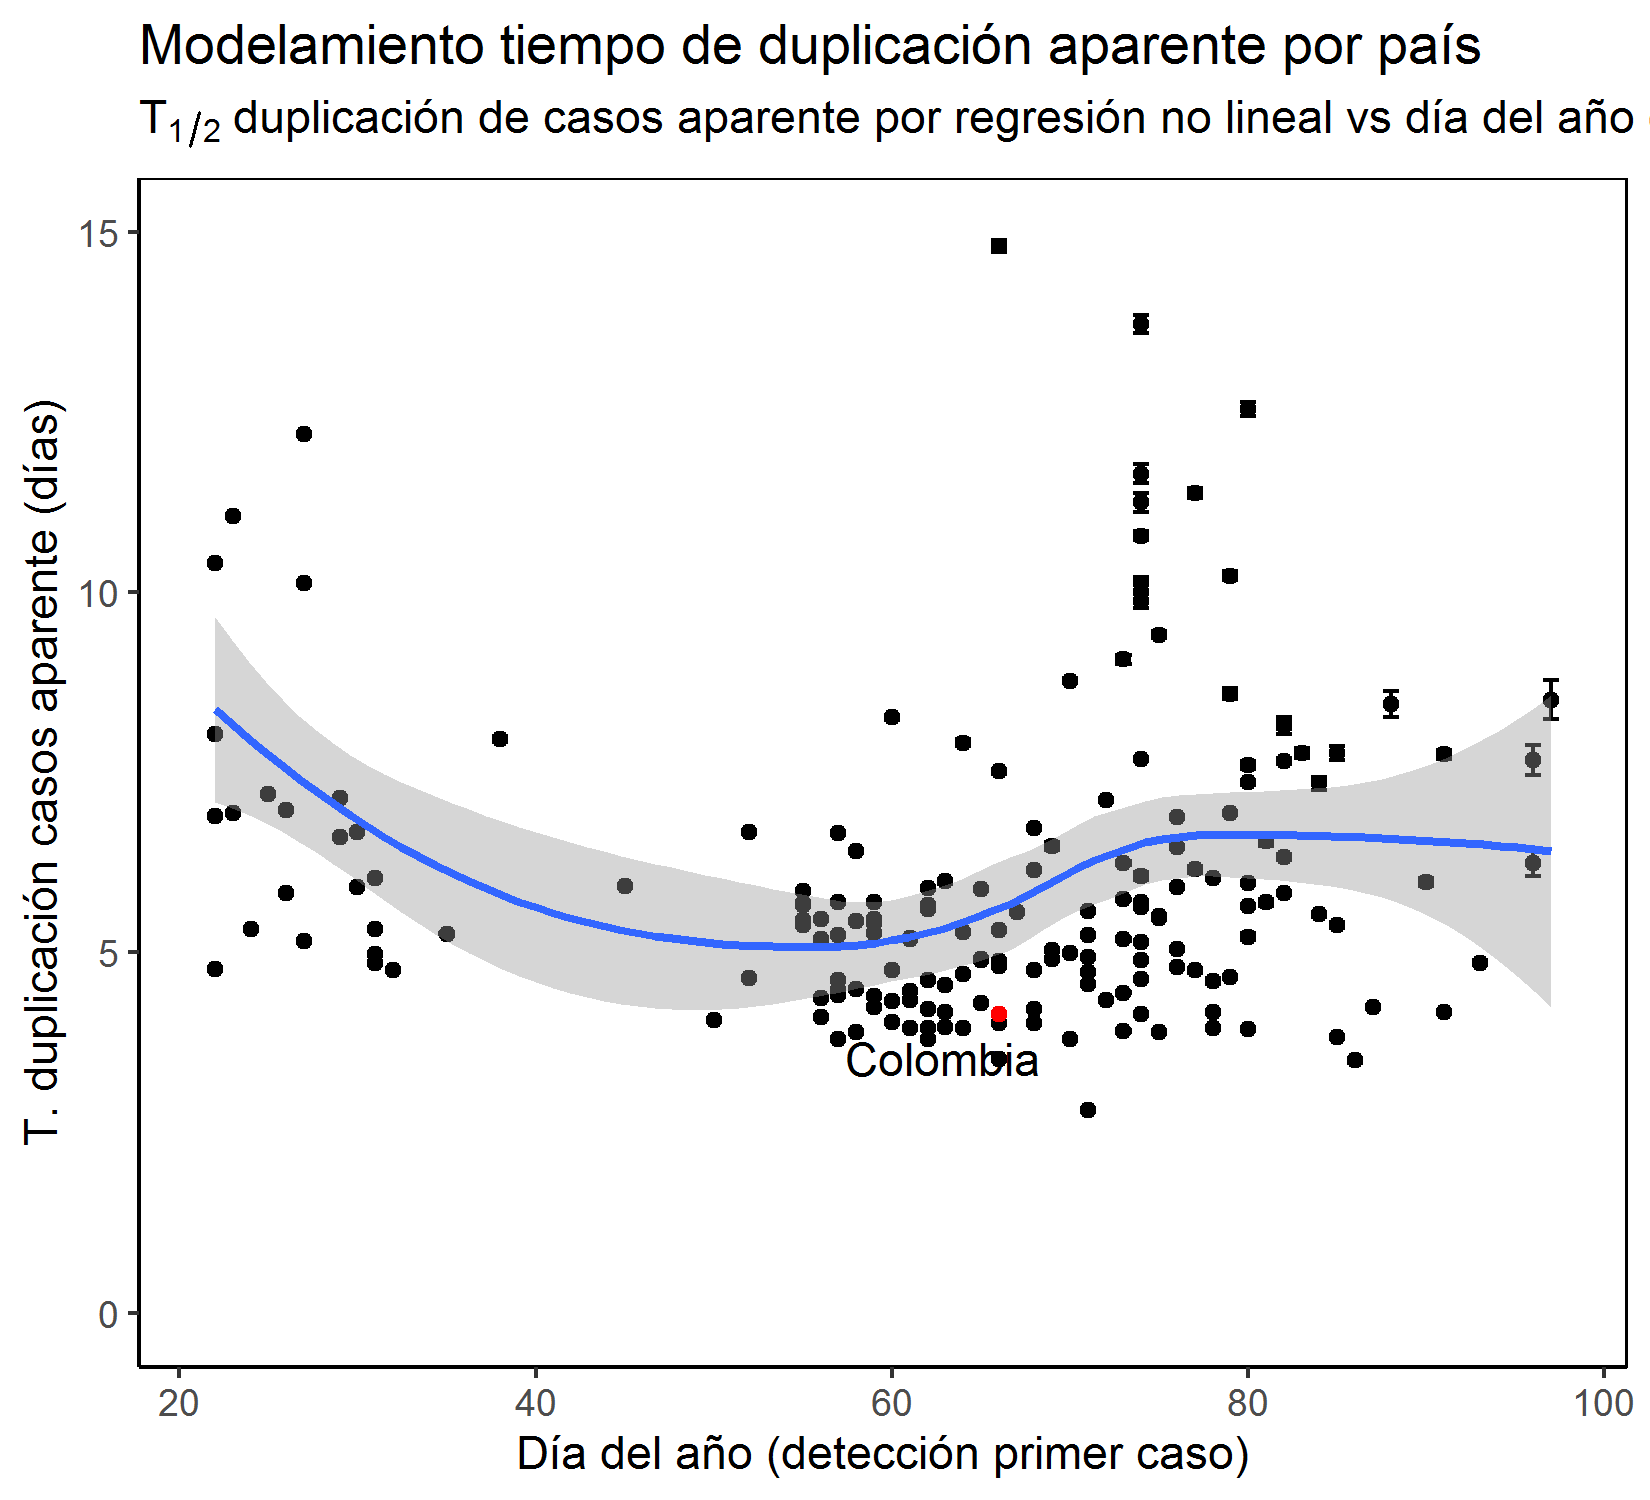 Modelamiento tiempo de duplicación aparente por país
T1/2 duplicación de casos aparente por regresión no lineal vs día del año
T. duplicación casos aparente (días)
15
10
5
0
Colombia
20 40 60 80 100
Día del año (detección primer caso)